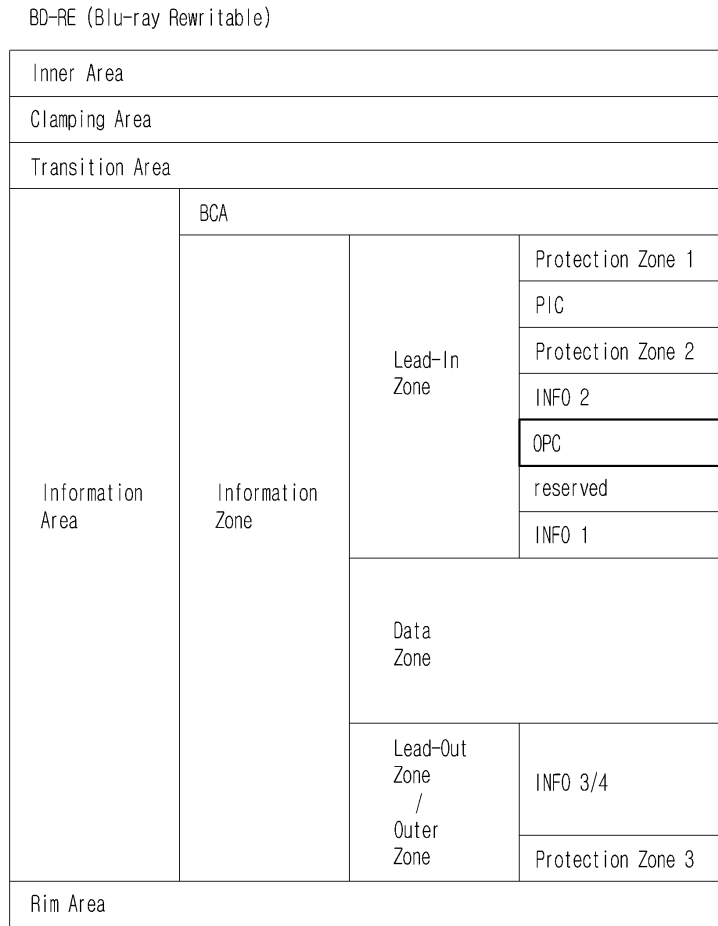 BD-RE (Blu-ray Rewritable)
Inner Area
Clamping Area
Transition Area
BCA
Information
Area
Information
Zone
Lead-In
Zone
Protection Zone 1
PIC
Protection Zone 2
INFO 2
OPC
reserved
INFO 1
Data
Zone
Lead-Out
Zone
/
Outer
Zone
INFO 3/4
Protection Zone 3
Rim Area